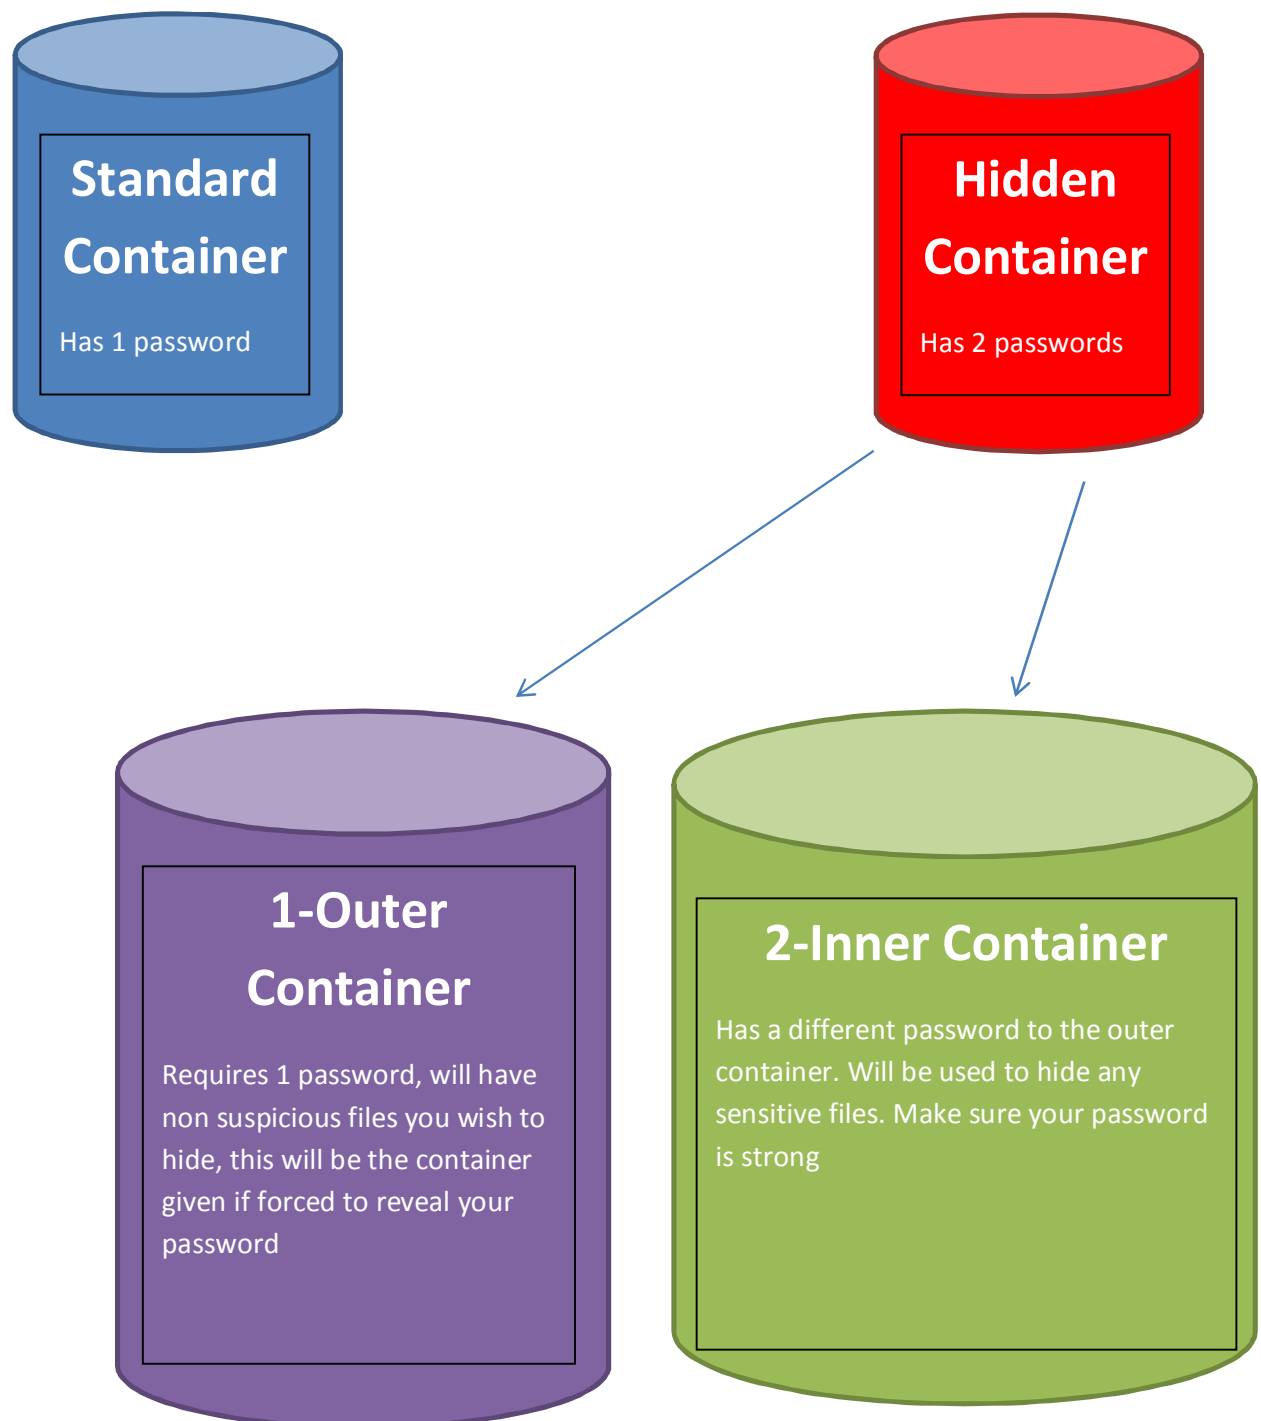 Standard
Container
Has 1 password
Hidden
Container
Has 2 passwords
1-Outer
Container
Requires 1 password, will have
non suspicious files you wish to
hide, this will be the container
given if forced to reveal your
password
2-Inner Container
Has a different password to the outer
container. Will be used to hide any
sensitive files. Make sure your password
is strong